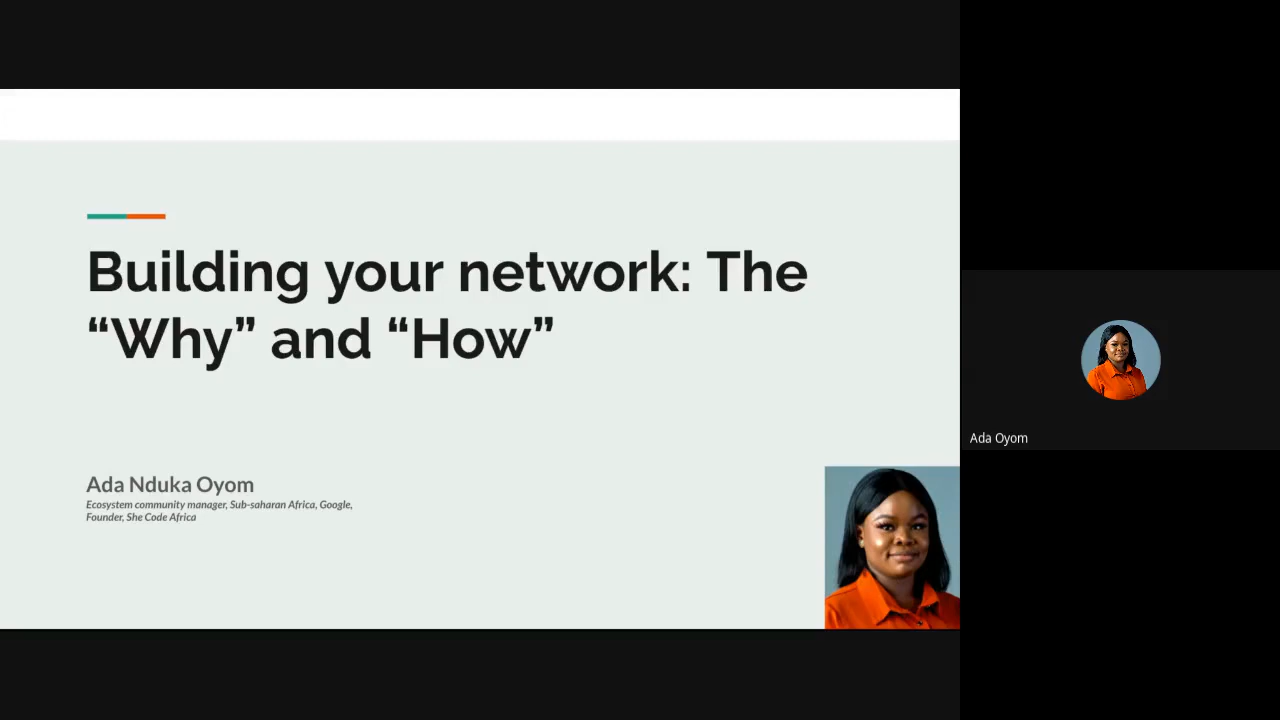 Building your network: The
“Why” and “How”
Ada Nduka Oyom
Ecosystem community manager, Sub-saharan Africa, Google,
Founder, She Code Africa
Ada Oyom